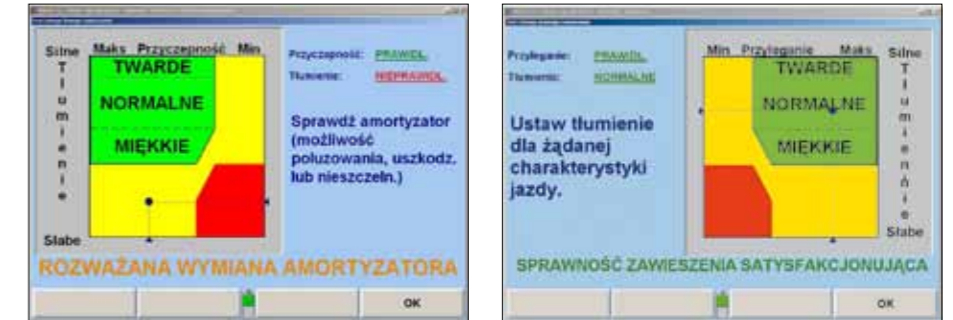 Silne
Tłumienie
Słabe
Maks Przyczepność Min
TWARDE
NORMALNE
MIĘKKIE
Przyczepność: PRAWIDŁ.
Tłumienie: NIEPRAWIDŁ.
Sprawdź amortyzator
(możliwość
poluzowania, uszkodz.
lub nieszczeln.)
ROZWAŻANA WYMIANA AMORTYZATORA
OK
Przyleganie: PRAWIDŁ.
Tłumienie: NORMALNE
Ustaw tłumienie
dla żądanej
charakterystyki
jazdy.
Min Przyleganie Maks
TWARDE
NORMALNE
MIĘKKIE
Silne
Tłumienńie
Słabe
SPRAWNOŚĆ ZAWIESZENIA SATYSFAKCJONUJĄCA
OK